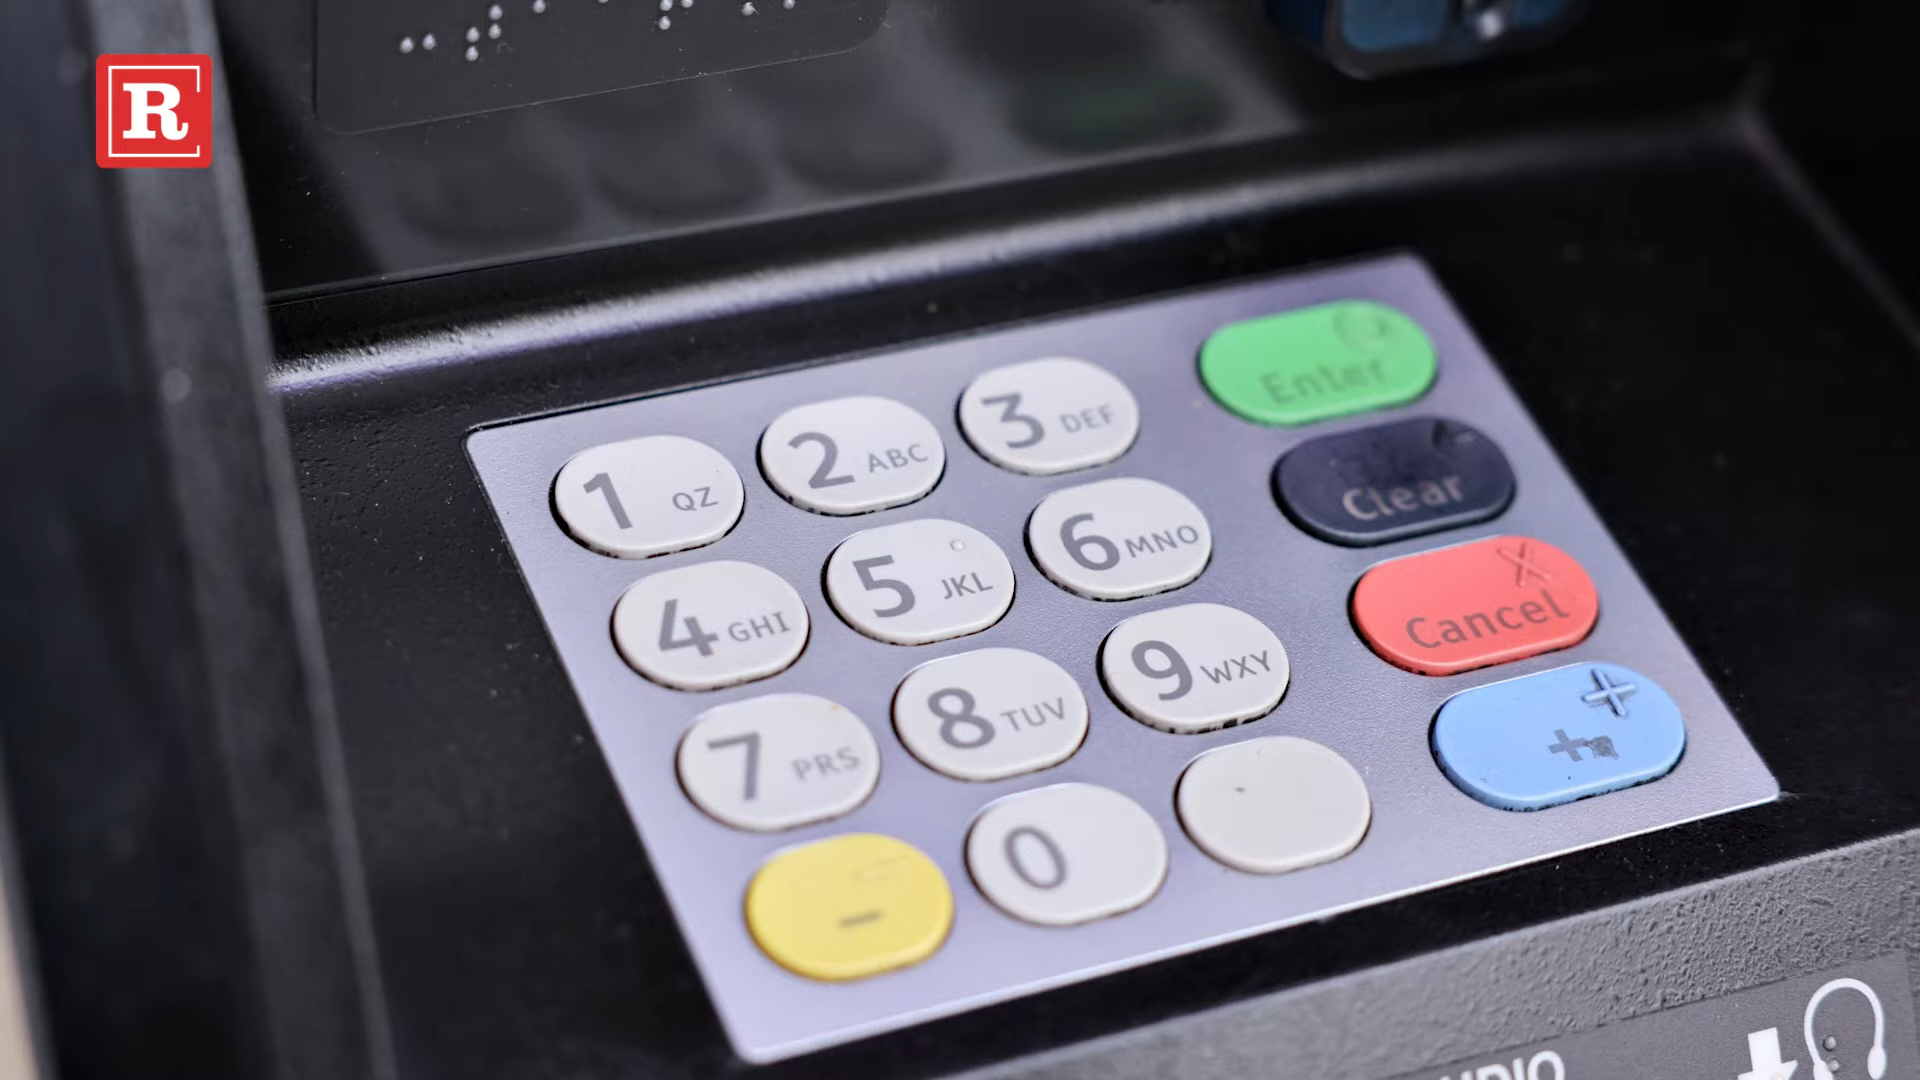 R
Enter
3 DEF
2 ABC
1 QZ
Clear
6 MNO
5 JKL
4 GHI
Cancel
9 WXY
8 TUV
7 PRS
+
0
-